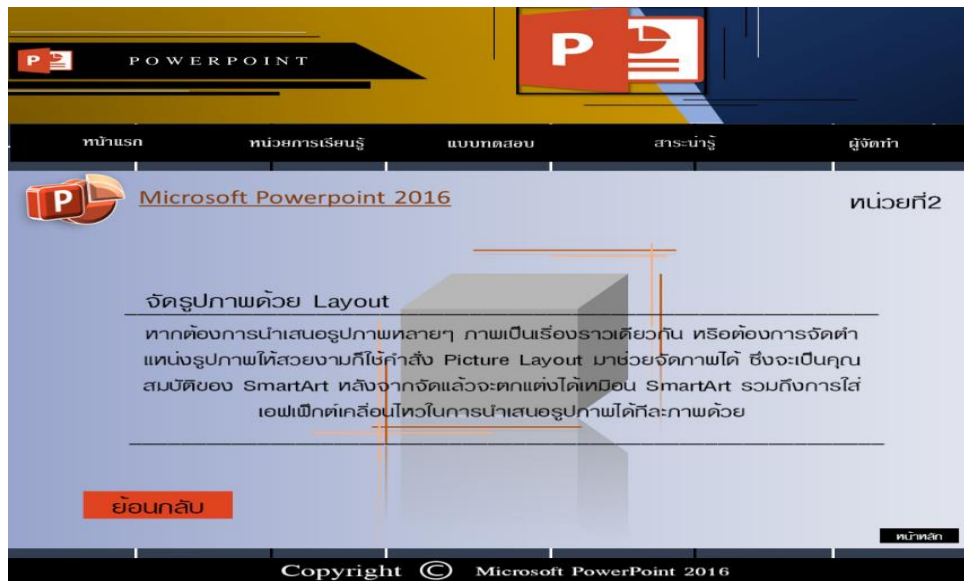 P
POWERPOINT
P
หน้าแรก
หน่วยการเรียนรู้
แบบทดสอบ
สาระน่ารู้
ผู้จัดทำ
P
Microsoft Powerpoint 2016
หน่วยที่2
จัดรูปภาพด้วย Layout
หากต้องการนำเสนอรูปภาพหลายๆ ภาพเป็นเรื่องราวเดียวกัน หรือต้องการจัดตำ
แหน่งรูปภาพให้สวยงามก็ใช้คำสั่ง Picture Layout มาช่วยจัดภาพได้ ซึ่งจะเป็นคุณ
สมบัติของ SmartArt หลังจากจัดแล้วจะตกแต่งได้เหมือน SmartArt รวมถึงการใส่
เอฟเฟ็กต์เคลื่อนไหวในการนำเสนอรูปภาพได้ทีละภาพด้วย
ย้อนกลับ
หน้าหลัก
Copyright © Microsoft PowerPoint 2016